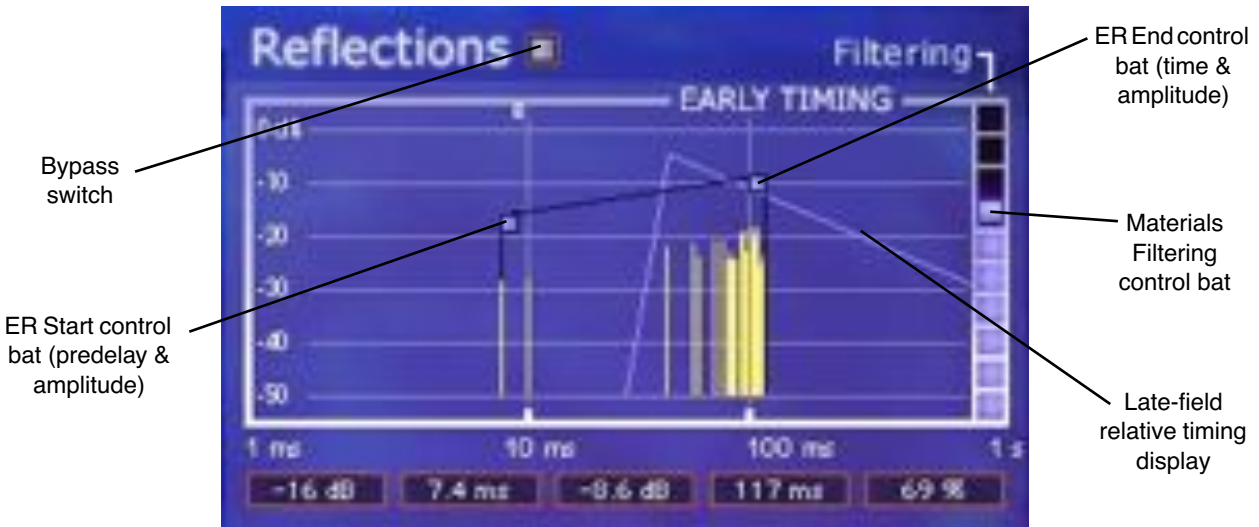 Reflections
Filtering
EARLY TIMING
0 dB
-10
-20
-30
-40
-50
1 ms
10 ms
100 ms
1 s
-16 dB
7.4 ms
-8.6 dB
117 ms
69 %
Bypass
switch
ER Start control
bat (predelay &
amplitude)
ER End control
bat (time &
amplitude)
Materials
Filtering
control bat
Late-field
relative timing
display